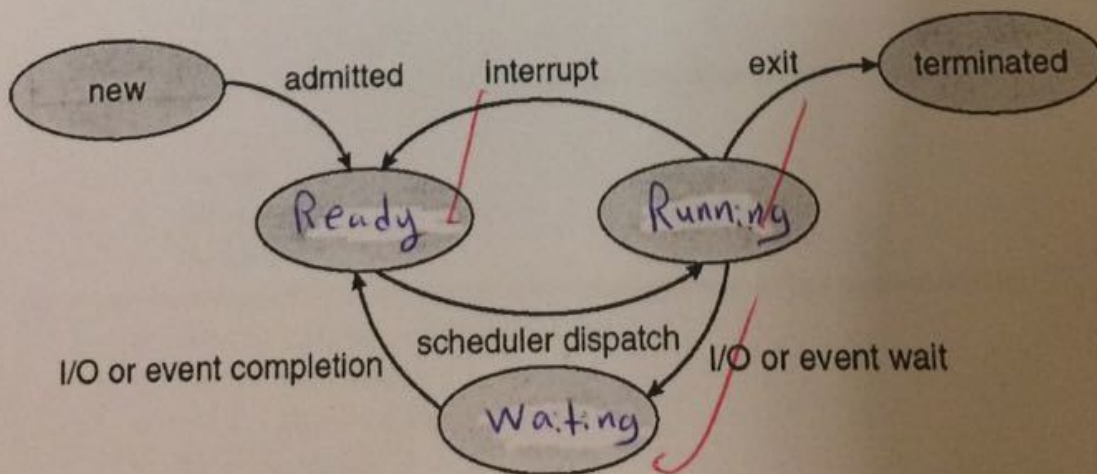 new
admitted
interrupt
exit
terminated
Ready
Running
scheduler dispatch
I/O or event completion
I/O or event wait
Waiting